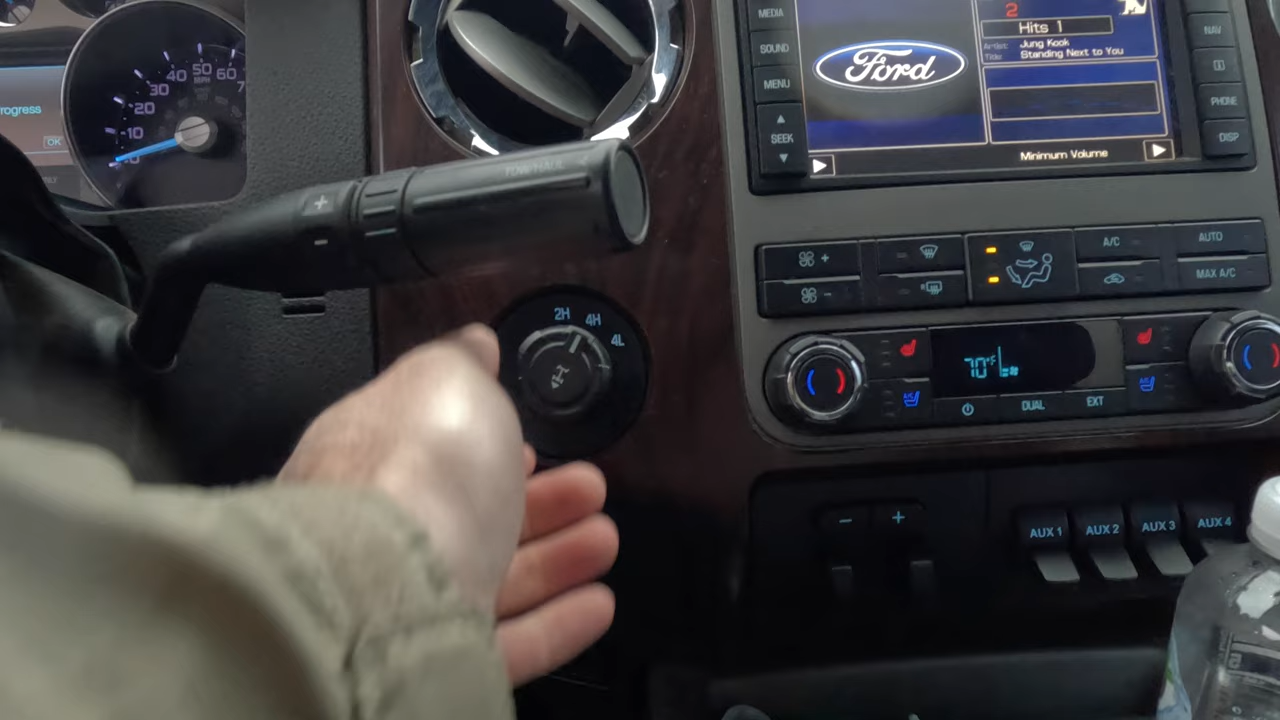 rogress
OK
10
20
30
40
50
60
7
MPH
+
-
TOW/HAUL
2H
4H
4L
MEDIA
SOUND
MENU
SEEK
Ford
2
Hits 1
Artist: Jung Kook
Title: Standing Next to You
Minimum Volume
NAV
PHONE
DISP
+
-
A/C
AUTO
MAX A/C
70°F
A/C
DUAL
EXT
A/C
- +
AUX 1
AUX 2
AUX 3
AUX 4